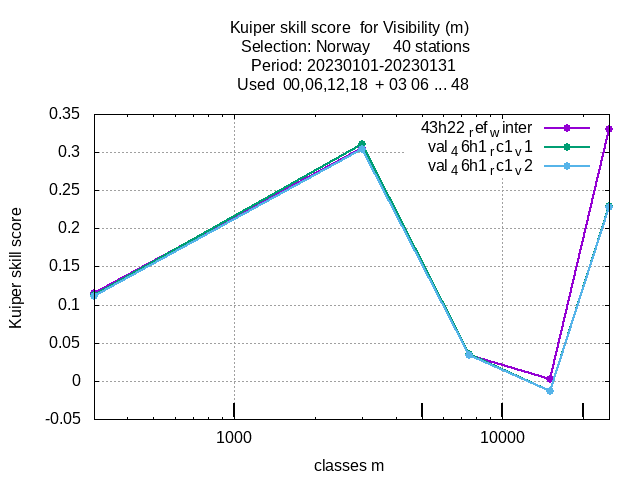 Kuiper skill score  for Visibility (m)
Selection: Norway     40 stations
Period: 20230101-20230131
Used  00,06,12,18  + 03 06 ... 48
0.35
0.3
0.25
0.2
0.15
0.1
0.05
0
-0.05
Kuiper skill score
43h22_ref_winter
val_46h1_rc1_v1
val_46h1_rc1_v2
1000 10000
classes m